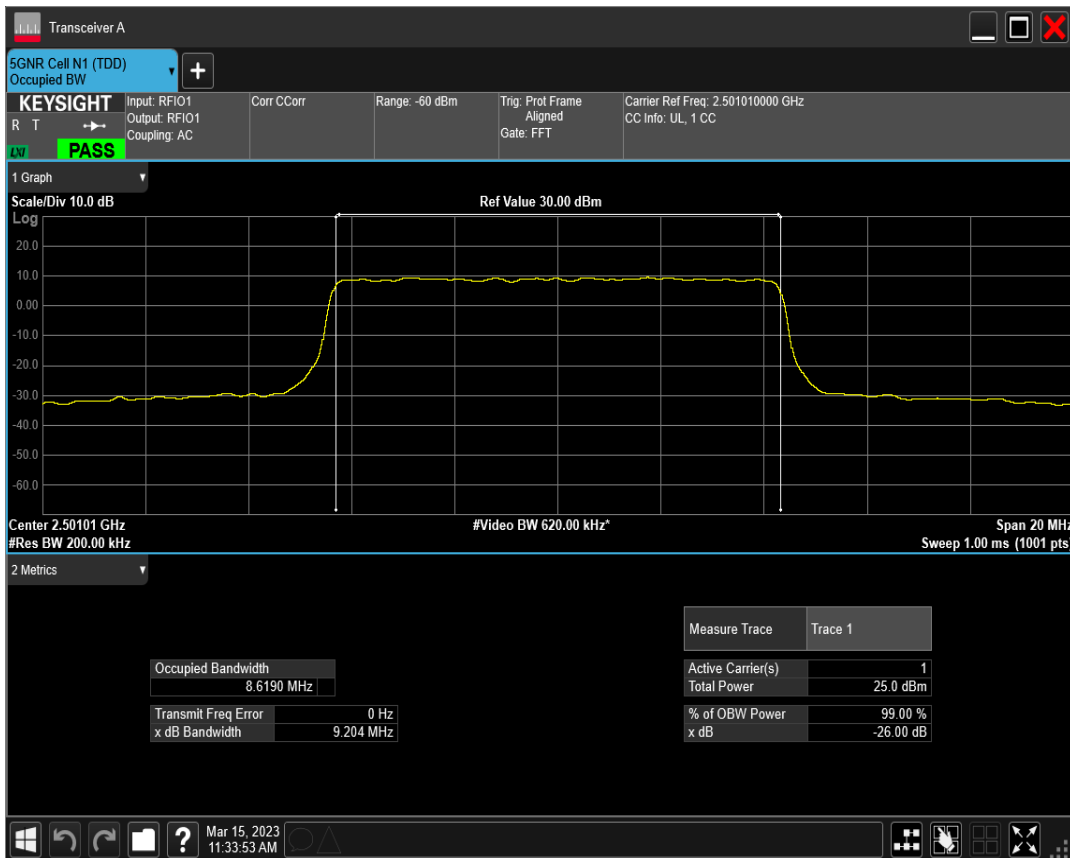 Transceiver A
5GNR Cell N1 (TDD)
Occupied BW
KEYSIGHT
R T
LXI
PASS
Input: RFIO1
Output: RFIO1
Coupling: AC
Corr CCorr
Range: -60 dBm
Trig: Prot Frame
Aligned
Gate: FFT
Carrier Ref Freq: 2.501010000 GHz
CC Info: UL, 1 CC
1 Graph
Scale/Div 10.0 dB
Ref Value 30.00 dBm
Log
20.0
10.0
0.00
-10.0
-20.0
-30.0
-40.0
-50.0
-60.0
Center 2.50101 GHz
#Video BW 620.00 kHz*
Span 20 MHz
#Res BW 200.00 kHz
Sweep 1.00 ms (1001 pts)
2 Metrics
Measure Trace Trace 1
Occupied Bandwidth
8.6190 MHz
Active Carrier(s) 1
Total Power 25.0 dBm
Transmit Freq Error 0 Hz
x dB Bandwidth 9.204 MHz
% of OBW Power 99.00 %
x dB -26.00 dB
?
Mar 15, 2023
11:33:53 AM